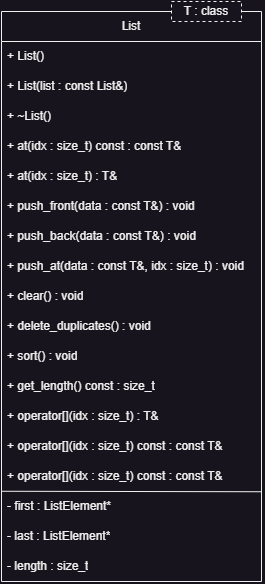 T : class
List
+ List()
+ List(list : const List&)
+ ~List()
+ at(idx : size_t) const : const T&
+ at(idx : size_t) : T&
+ push_front(data : const T&) : void
+ push_back(data : const T&) : void
+ push_at(data : const T&, idx : size_t) : void
+ clear() : void
+ delete_duplicates() : void
+ sort() : void
+ get_length() const : size_t
+ operator[](idx : size_t) : T&
+ operator[](idx : size_t) const : const T&
+ operator[](idx : size_t) const : const T&
- first : ListElement*
- last : ListElement*
- length : size_t